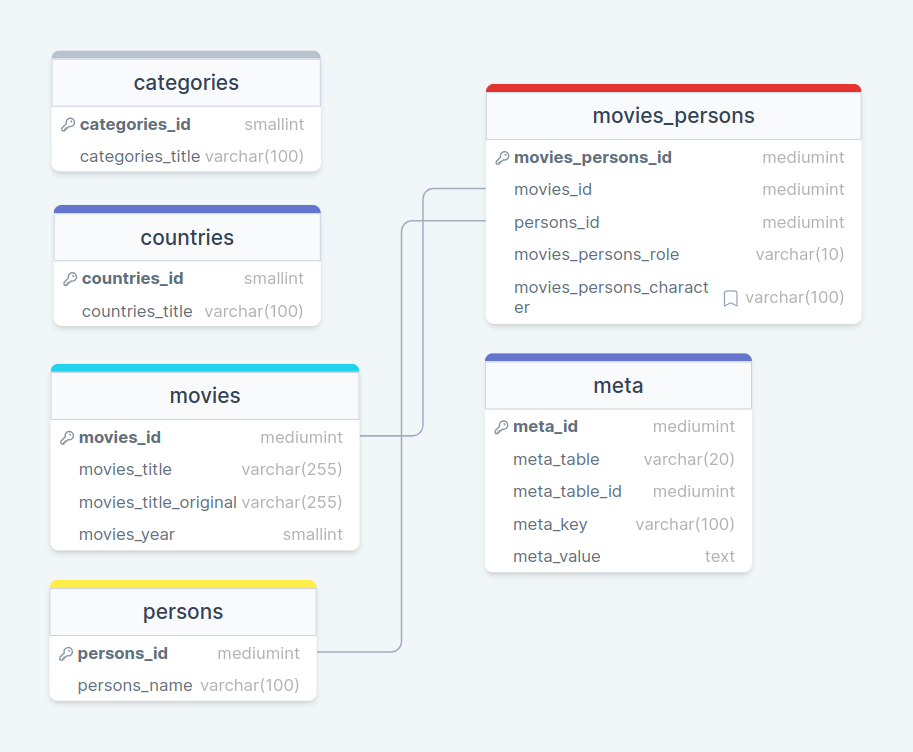 categories
categories_id smallint
categories_title varchar(100)
countries
countries_id smallint
countries_title varchar(100)
movies
movies_id mediumint
movies_title varchar(255)
movies_title_original varchar(255)
movies_year smallint
persons
persons_id mediumint
persons_name varchar(100)
movies_persons
movies_persons_id mediumint
movies_id mediumint
persons_id mediumint
movies_persons_role varchar(10)
movies_persons_charact
er
varchar(100)
meta
meta_id mediumint
meta_table varchar(20)
meta_table_id mediumint
meta_key varchar(100)
meta_value text